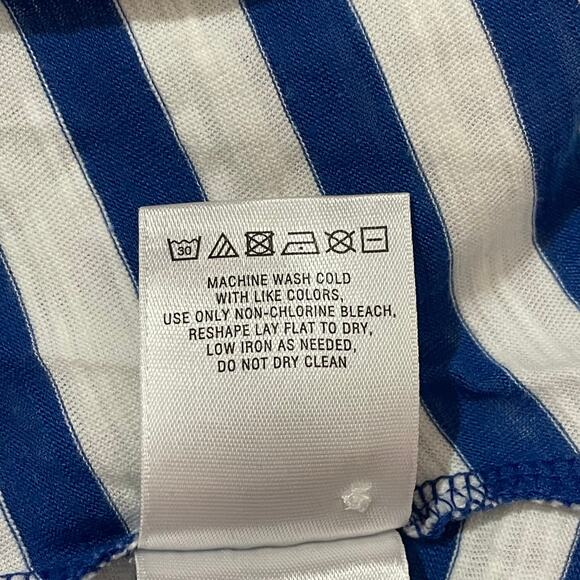 30
MACHINE WASH COLD
WITH LIKE COLORS,
USE ONLY NON-CHLORINE BLEACH,
RESHAPE LAY FLAT TO DRY,
LOW IRON AS NEEDED,
DO NOT DRY CLEAN